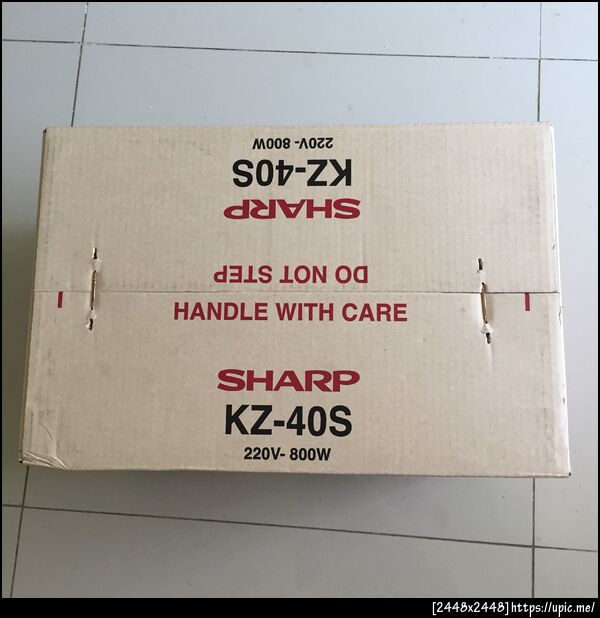 220V- 800W
KZ-40S
SHARP
DO NOT STEP
HANDLE WITH CARE
SHARP
KZ-40S
220V- 800W
[2448x2448]https://upic.me/